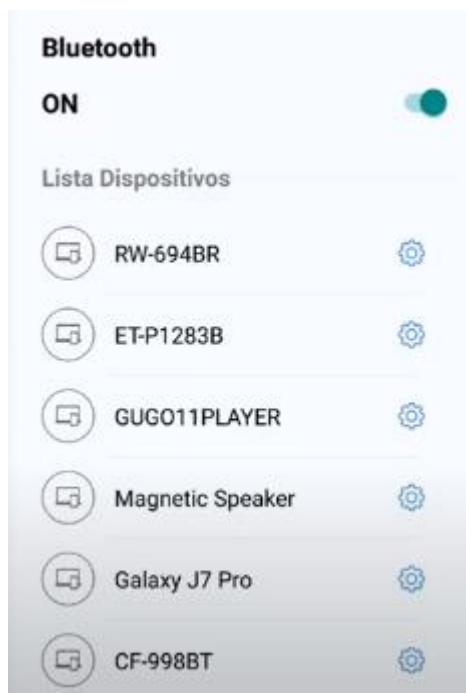 Bluetooth
ON
Lista Dispositivos
RW-694BR
ET-P1283B
GUGO11PLAYER
Magnetic Speaker
Galaxy J7 Pro
CF-998BT